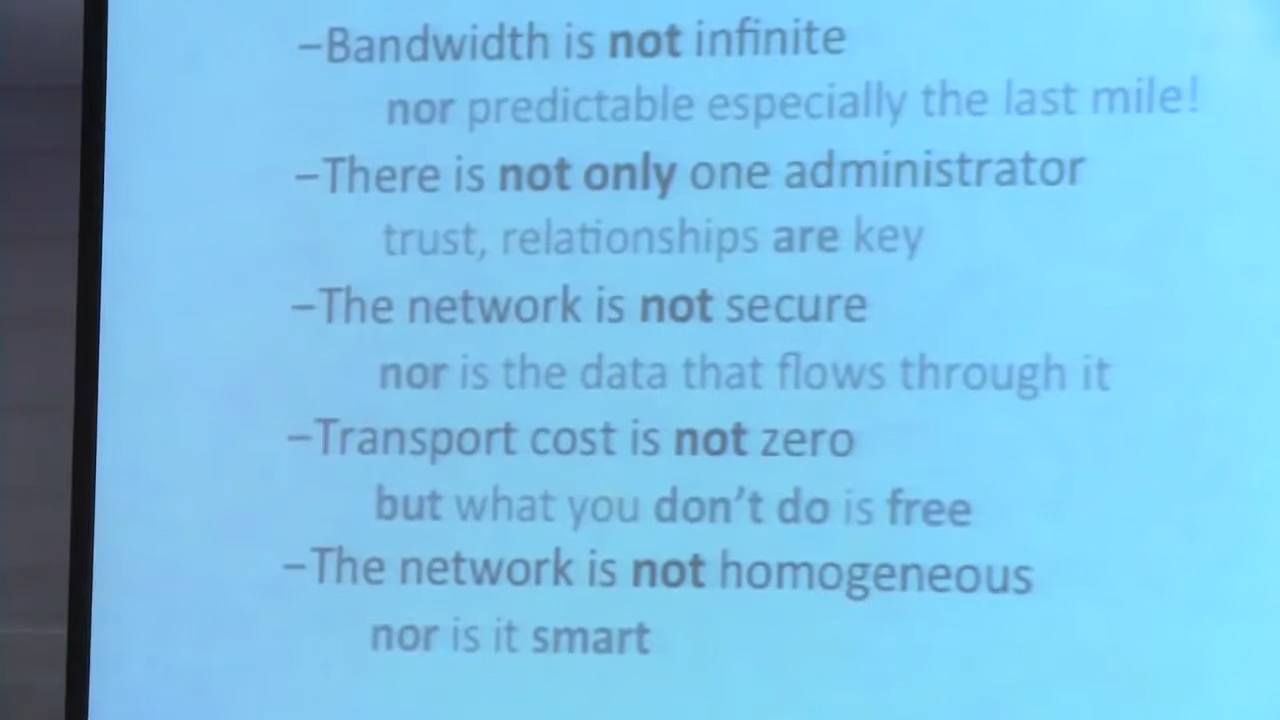 –Bandwidth is not infinite
nor predictable especially the last mile!
–There is not only one administrator
trust, relationships are key
–The network is not secure
nor is the data that flows through it
–Transport cost is not zero
but what you don’t do is free
–The network is not homogeneous
nor is it smart